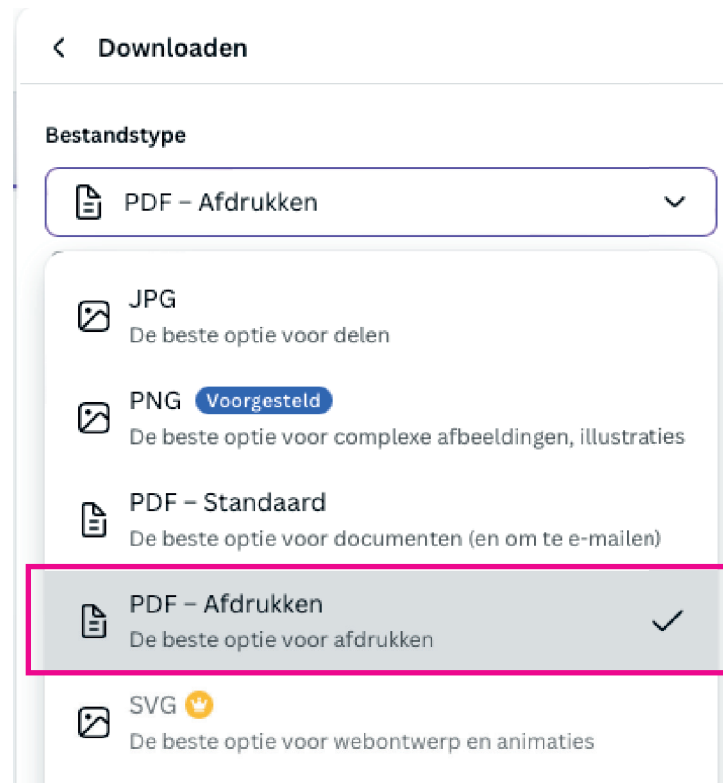 Downloaden
Bestandstype
PDF – Afdrukken
JPG
De beste optie voor delen
PNG Voorgesteld
De beste optie voor complexe afbeeldingen, illustraties
PDF – Standaard
De beste optie voor documenten (en om te e-mailen)
PDF – Afdrukken
De beste optie voor afdrukken
SVG
De beste optie voor webontwerp en animaties